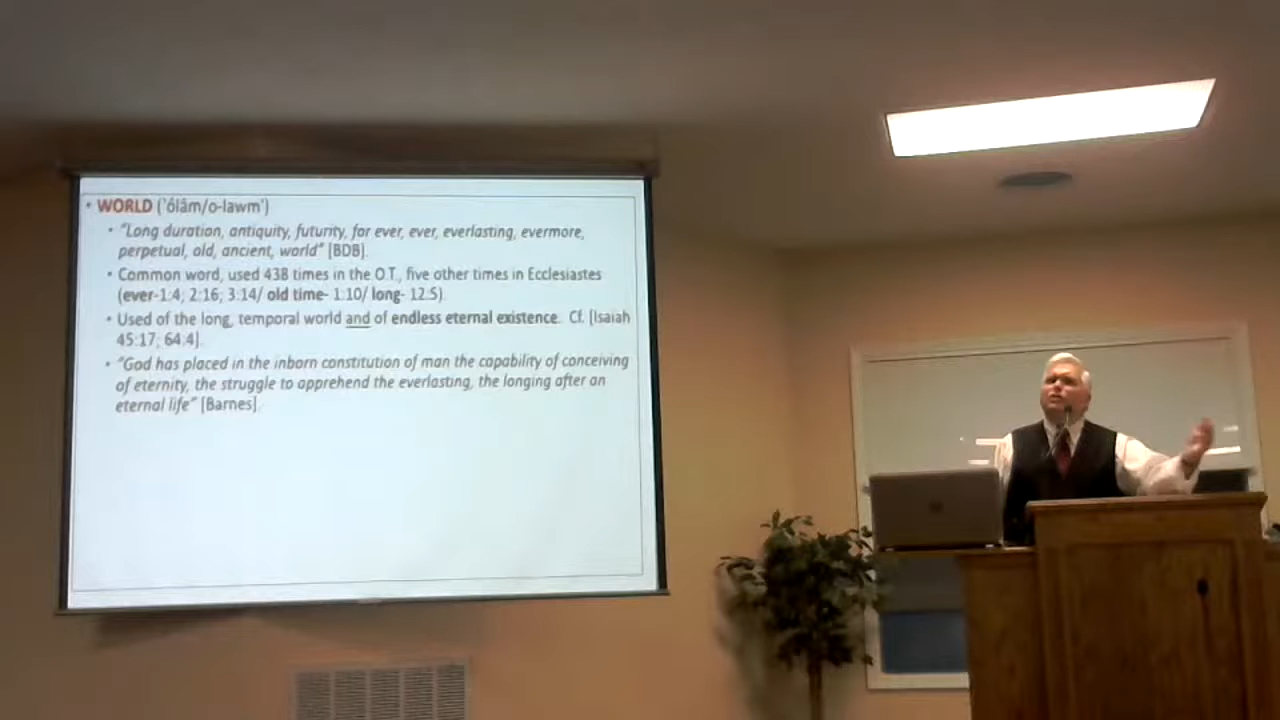 • WORLD ('ôlâm/o-lawm')
• "Long duration, antiquity, futurity, for ever, ever, everlasting, evermore,
perpetual, old, ancient, world" [BDB].
• Common word, used 438 times in the O.T., five other times in Ecclesiastes
(ever-1:4; 2:16; 3:14/ old time- 1:10/ long- 12:5).
• Used of the long, temporal world and of endless eternal existence. Cf. [Isaiah
45:17; 64:4].
• "God has placed in the inborn constitution of man the capability of conceiving
of eternity, the struggle to apprehend the everlasting, the longing after an
eternal life" [Barnes].